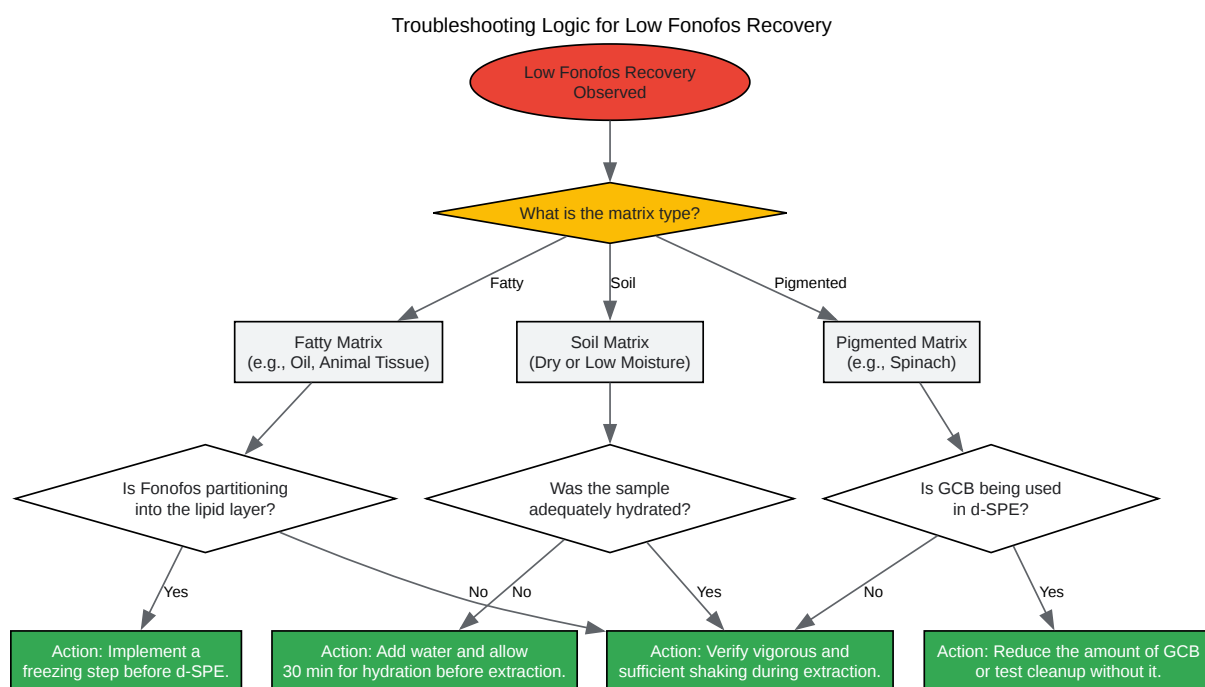 Troubleshooting Logic for Low Fonofos Recovery
Low Fonofos Recovery
Observed
What is the matrix type?
Fatty
Soil
Pigmented
Fatty Matrix
(e.g., Oil, Animal Tissue)
Soil Matrix
(Dry or Low Moisture)
Pigmented Matrix
(e.g., Spinach)
Is Fonofos partitioning
into the lipid layer?
Was the sample
adequately hydrated?
Is GCB being used
in d-SPE?
Yes
No
No
Yes
No
Yes
Action: Implement a
freezing step before d-SPE.
Action: Add water and allow
30 min for hydration before extraction.
Action: Verify vigorous and
sufficient shaking during extraction.
Action: Reduce the amount of GCB
or test cleanup without it.